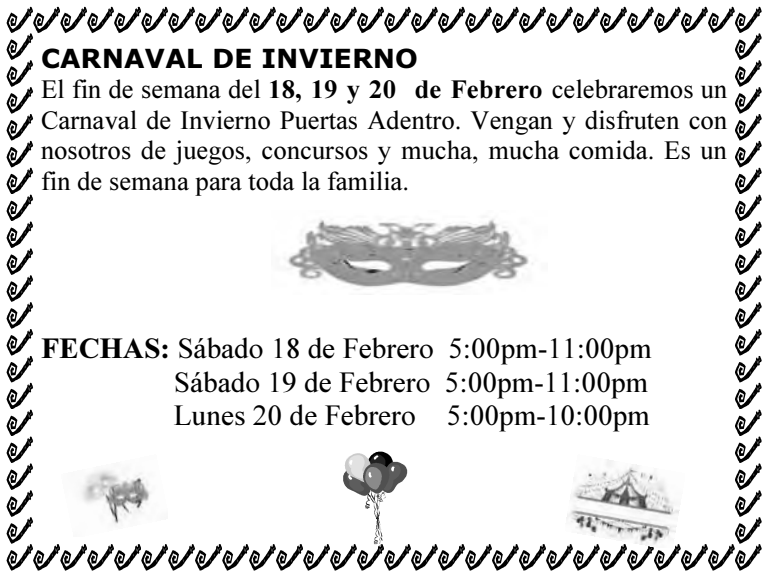 CARNAVAL DE INVIERNO
El fin de semana del 18, 19 y 20 de Febrero celebraremos un
Carnaval de Invierno Puertas Adentro. Vengan y disfruten con
nosotros de juegos, concursos y mucha, mucha comida. Es un
fin de semana para toda la familia.
FECHAS: Sábado 18 de Febrero 5:00pm-11:00pm
Sábado 19 de Febrero 5:00pm-11:00pm
Lunes 20 de Febrero 5:00pm-10:00pm